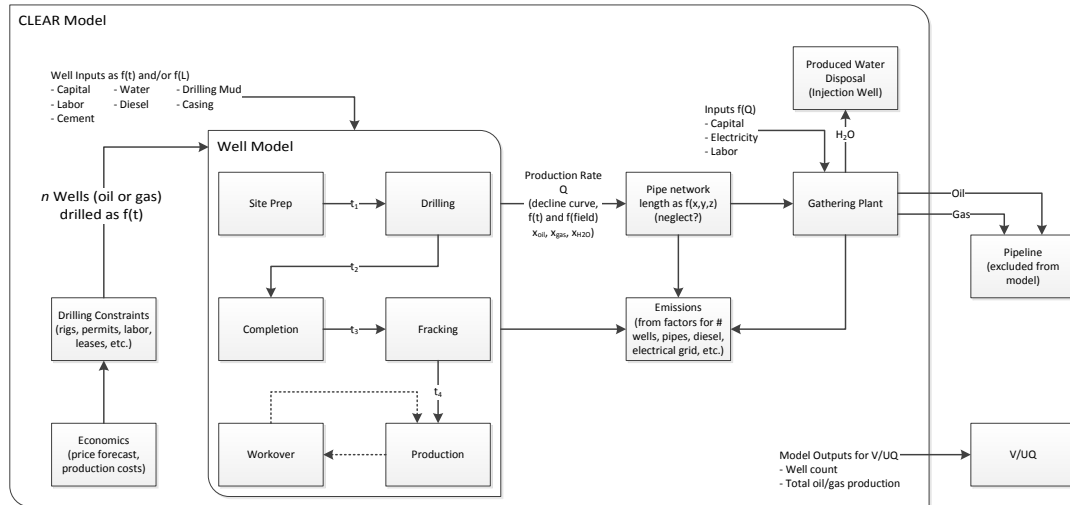 CLEAR Model
Well Inputs as f(t) and/or f(L)
- Capital - Water - Drilling Mud
- Labor - Diesel - Casing
- Cement
n Wells (oil or gas)
drilled as f(t)
Drilling Constraints
(rigs, permits, labor,
leases, etc.)
Economics
(price forecast,
production costs)
Well Model
Site Prep
t₁
Drilling
t₂
Completion
t₃
Fracking
t₄
Workover
Production
Production Rate
Q
(decline curve,
f(t) and f(field)
xoil, xgas, xH2O)
Pipe network
length as f(x,y,z)
(neglect?)
Emissions
(from factors for #
wells, pipes, diesel,
electrical grid, etc.)
Inputs f(Q)
- Capital
- Electricity
- Labor
Produced Water
Disposal
(Injection Well)
H₂O
Gathering Plant
Oil
Gas
Pipeline
(excluded from
model)
Model Outputs for V/UQ
- Well count
- Total oil/gas production
V/UQ